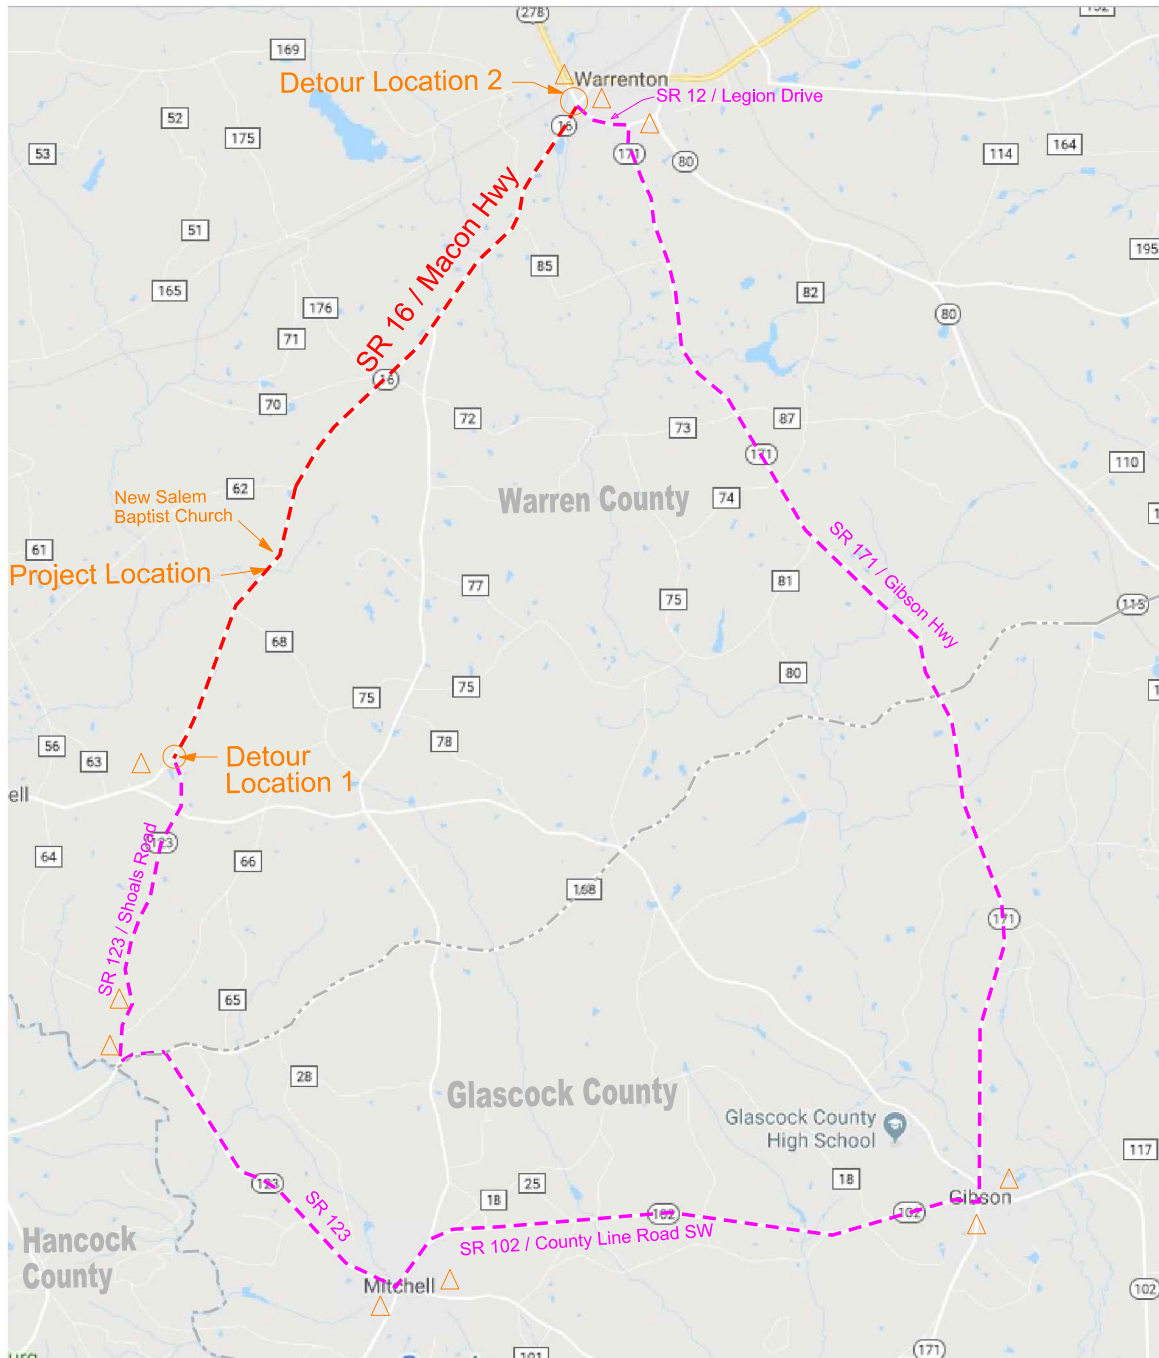 278
152
169
Detour Location 2
Warrenton
SR 12 / Legion Drive
52
16
175
53
171
80
114
164
SR 16 / Macon Hwy
51
195
85
165
82
176
80
71
16
70
72
73
87
171
110
62
New Salem
Baptist Church
Warren County
74
61
SR 171 / Gibson Hwy
Project Location
77
81
75
115
68
80
75
75
56
78
63
Detour
Location 1
ell
123
64
66
SR 123 / Shoals Road
168
171
65
28
Glascock County
Glascock County
High School
117
123
25
18
18
SR 123
102
102
Gibson
SR 102 / County Line Road SW
Hancock
County
Mitchell
102
171
101